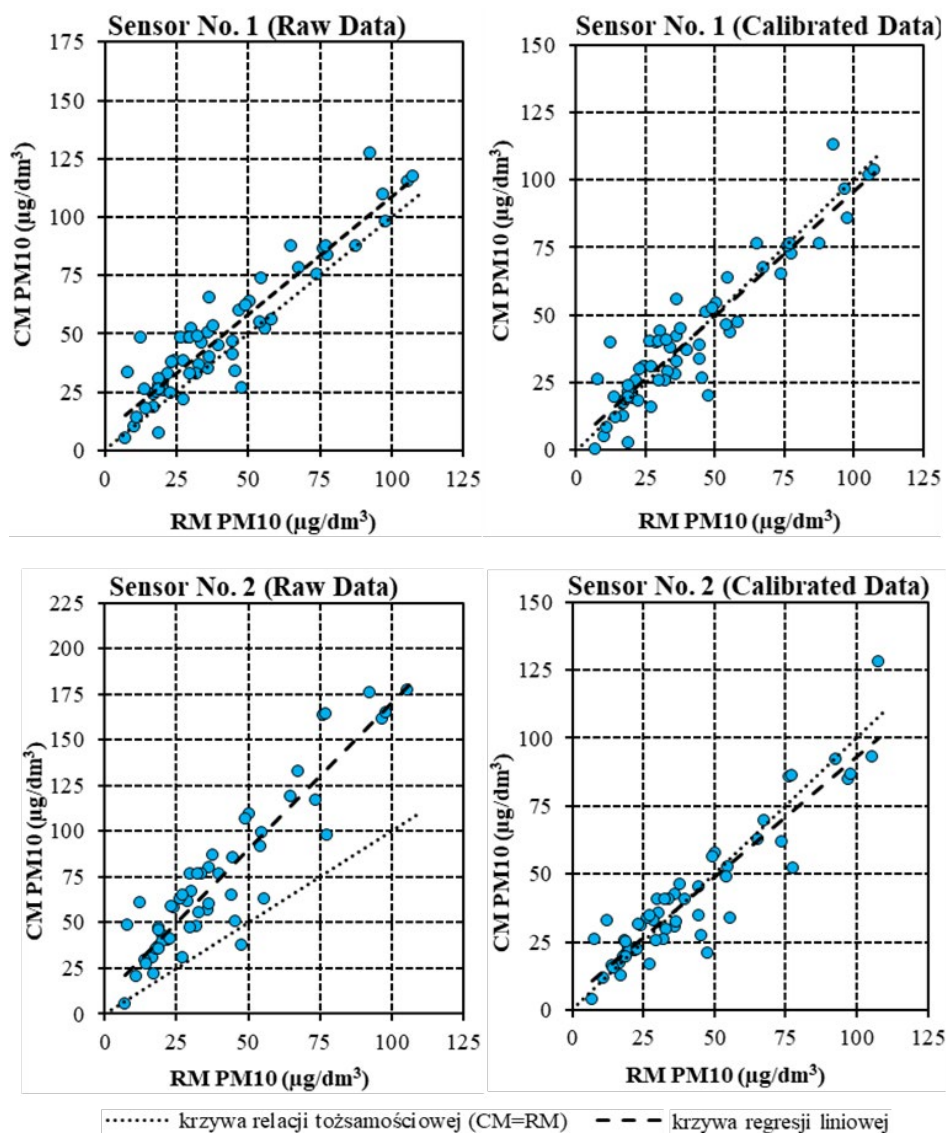 Sensor No. 1 (Raw Data)
175
150
125
100
75
50
25
0
CM PM10 (µg/dm³)
0 25 50 75 100 125
RM PM10 (µg/dm³)
Sensor No. 1 (Calibrated Data)
150
125
100
75
50
25
0
CM PM10 (µg/dm³)
0 25 50 75 100 125
RM PM10 (µg/dm³)
Sensor No. 2 (Raw Data)
225
200
175
150
125
100
75
50
25
0
CM PM10 (µg/dm³)
0 25 50 75 100 125
RM PM10 (µg/dm³)
Sensor No. 2 (Calibrated Data)
150
125
100
75
50
25
0
CM PM10 (µg/dm³)
0 25 50 75 100 125
RM PM10 (µg/dm³)
krzywa relacji tożsamościowej (CM=RM) krzywa regresji liniowej